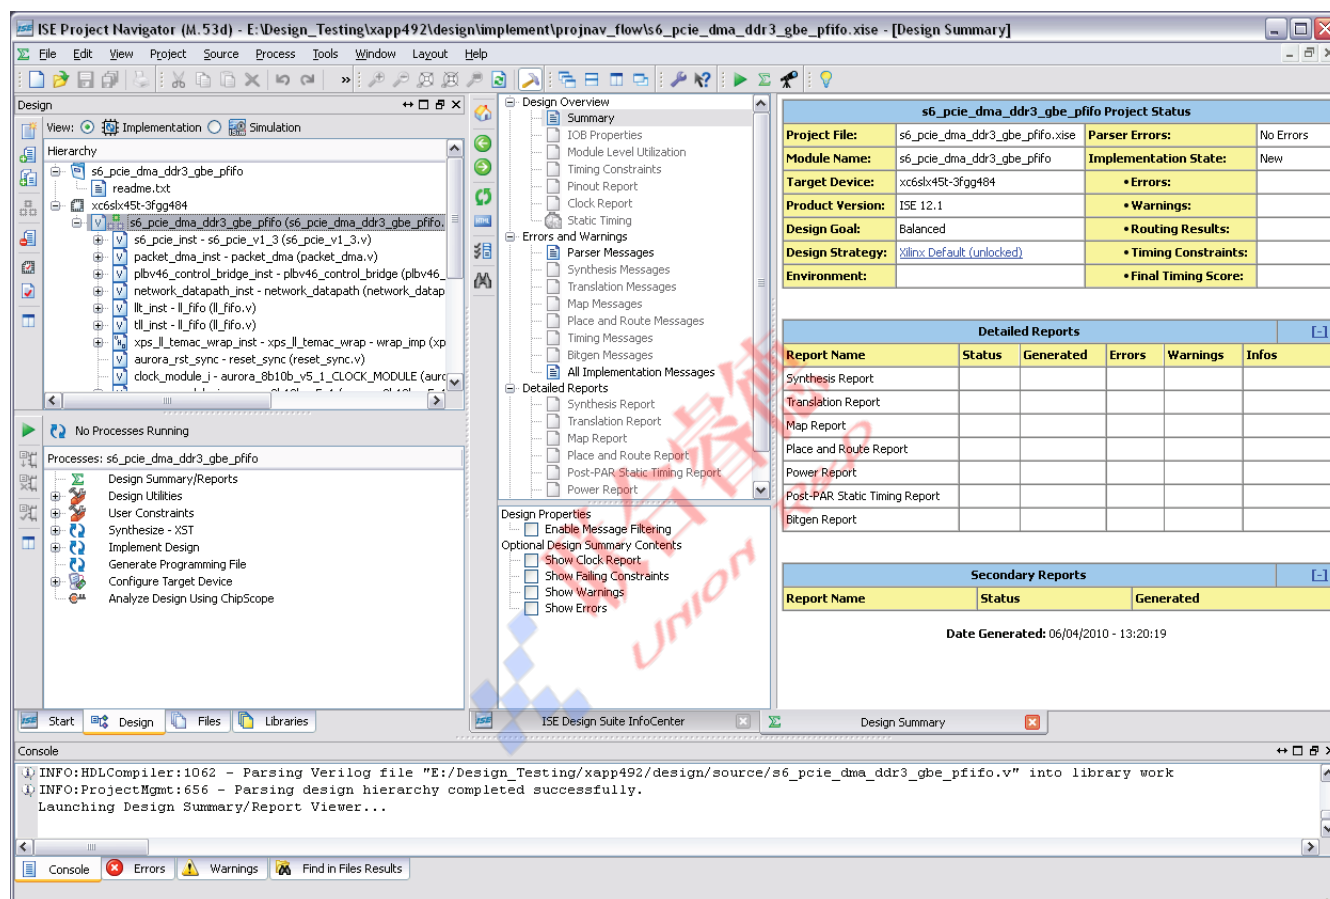 ISE Project Navigator (M.53d) - E:\Design_Testing\xapp492\design\implement\projnav_flow\s6_pcie_dma_ddr3_gbe_pfifo.xise - [Design Summary]
File Edit View Project Source Process Tools Window Layout Help
Design
View: Implementation Simulation
Hierarchy
s6_pcie_dma_ddr3_gbe_pfifo
readme.txt
xc6slx45t-3fgg484
s6_pcie_dma_ddr3_gbe_pfifo (s6_pcie_dma_ddr3_gbe_pfifo.
s6_pcie_inst - s6_pcie_v1_3 (s6_pcie_v1_3.v)
packet_dma_inst - packet_dma (packet_dma.v)
plbv46_control_bridge_inst - plbv46_control_bridge (plbv46_
network_datapath_inst - network_datapath (network_datap
llt_inst - ll_fifo (ll_fifo.v)
tll_inst - ll_fifo (ll_fifo.v)
xps_ll_temac_wrap_inst - xps_ll_temac_wrap - wrap_imp (xp
aurora_rst_sync - reset_sync (reset_sync.v)
clock_module_i - aurora_8b10b_v5_1_CLOCK_MODULE (aurc
No Processes Running
Processes: s6_pcie_dma_ddr3_gbe_pfifo
Design Summary/Reports
Design Utilities
User Constraints
Synthesize - XST
Implement Design
Generate Programming File
Configure Target Device
Analyze Design Using ChipScope
Start Design Files Libraries
Design Overview
Summary
IOB Properties
Module Level Utilization
Timing Constraints
Pinout Report
Clock Report
Static Timing
Errors and Warnings
Parser Messages
Synthesis Messages
Translation Messages
Map Messages
Place and Route Messages
Timing Messages
Bitgen Messages
All Implementation Messages
Detailed Reports
Synthesis Report
Translation Report
Map Report
Place and Route Report
Post-PAR Static Timing Report
Power Report
Design Properties
Enable Message Filtering
Optional Design Summary Contents
Show Clock Report
Show Failing Constraints
Show Warnings
Show Errors
s6_pcie_dma_ddr3_gbe_pfifo Project Status
Project File: s6_pcie_dma_ddr3_gbe_pfifo.xise Parser Errors: No Errors
Module Name: s6_pcie_dma_ddr3_gbe_pfifo Implementation State: New
Target Device: xc6slx45t-3fgg484 • Errors:
Product Version: ISE 12.1 • Warnings:
Design Goal: Balanced • Routing Results:
Design Strategy: Xilinx Default (unlocked) • Timing Constraints:
Environment: • Final Timing Score:
Detailed Reports [-]
Report Name Status Generated Errors Warnings Infos
Synthesis Report
Translation Report
Map Report
Place and Route Report
Power Report
Post-PAR Static Timing Report
Bitgen Report
Secondary Reports [-]
Report Name Status Generated
Date Generated: 06/04/2010 - 13:20:19
联合睿德
UNION R&D
ISE Design Suite InfoCenter Design Summary
Console
INFO:HDLCompiler:1062 - Parsing Verilog file "E:/Design_Testing/xapp492/design/source/s6_pcie_dma_ddr3_gbe_pfifo.v" into library work
INFO:ProjectMgmt:656 - Parsing design hierarchy completed successfully.
Launching Design Summary/Report Viewer...
Console Errors Warnings Find in Files Results